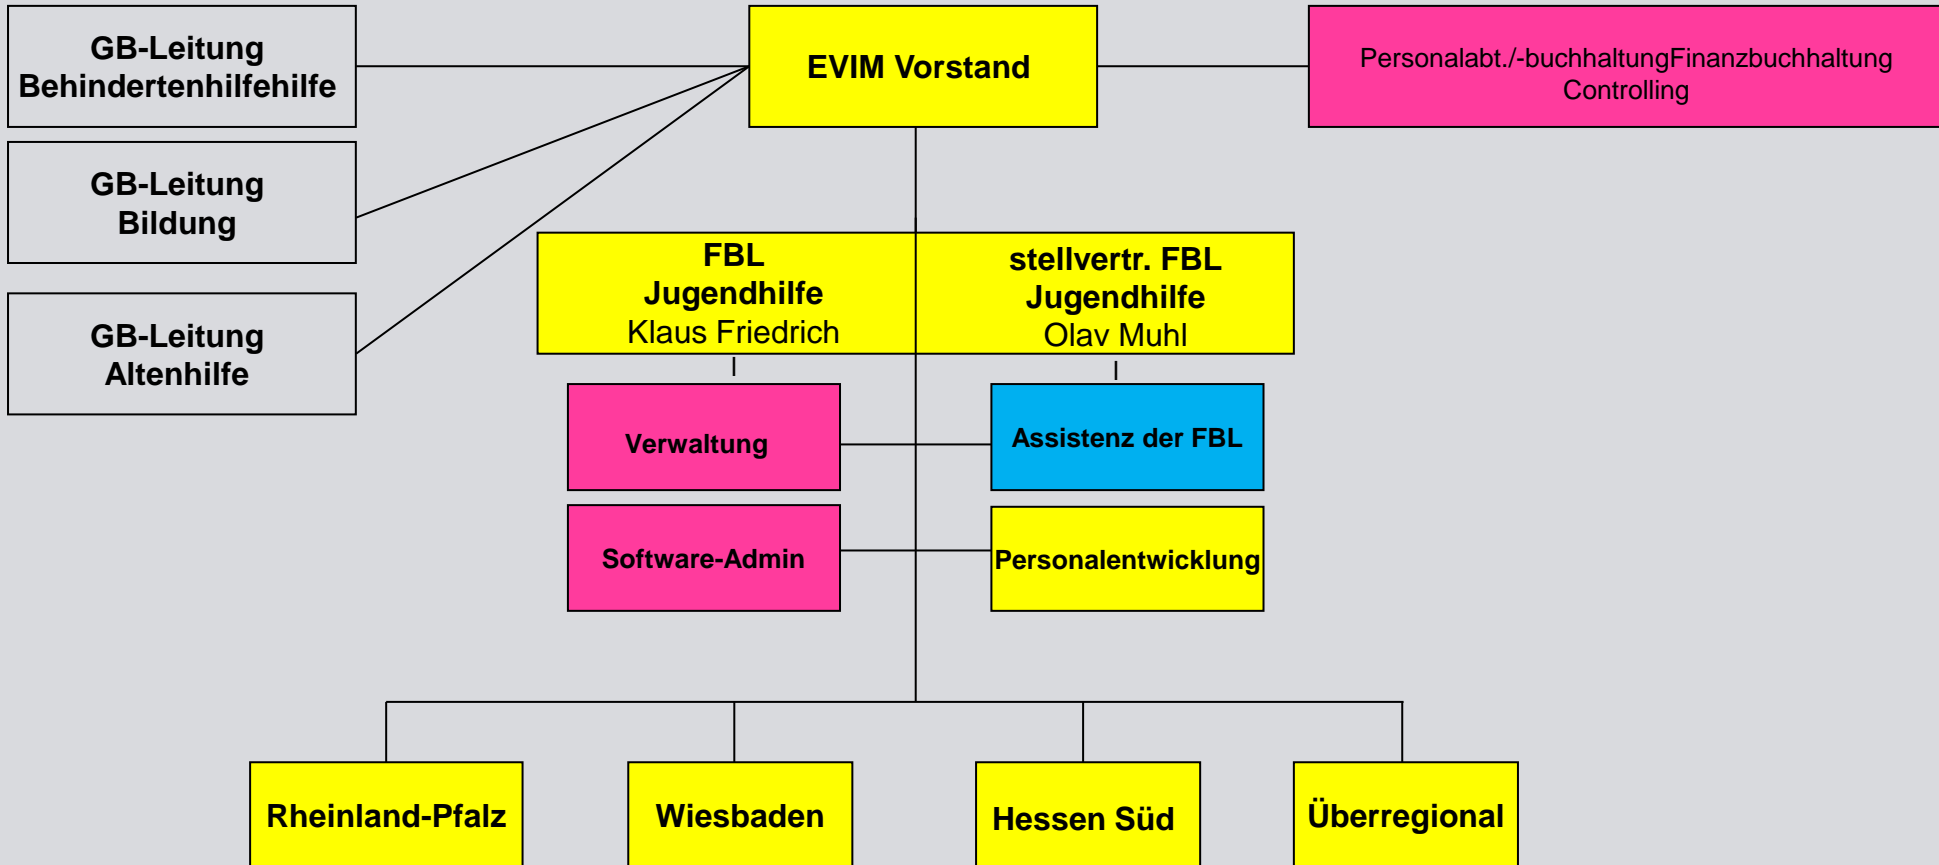 GB-Leitung
Behindertenhilfehilfe
EVIM Vorstand
Personalabt./-buchhaltungFinanzbuchhaltung
Controlling
GB-Leitung
Bildung
GB-Leitung
Altenhilfe
FBL
Jugendhilfe
Klaus Friedrich
stellvertr. FBL
Jugendhilfe
Olav Muhl
Verwaltung
Assistenz der FBL
Software-Admin
Personalentwicklung
Rheinland-Pfalz
Wiesbaden
Hessen Süd
Überregional